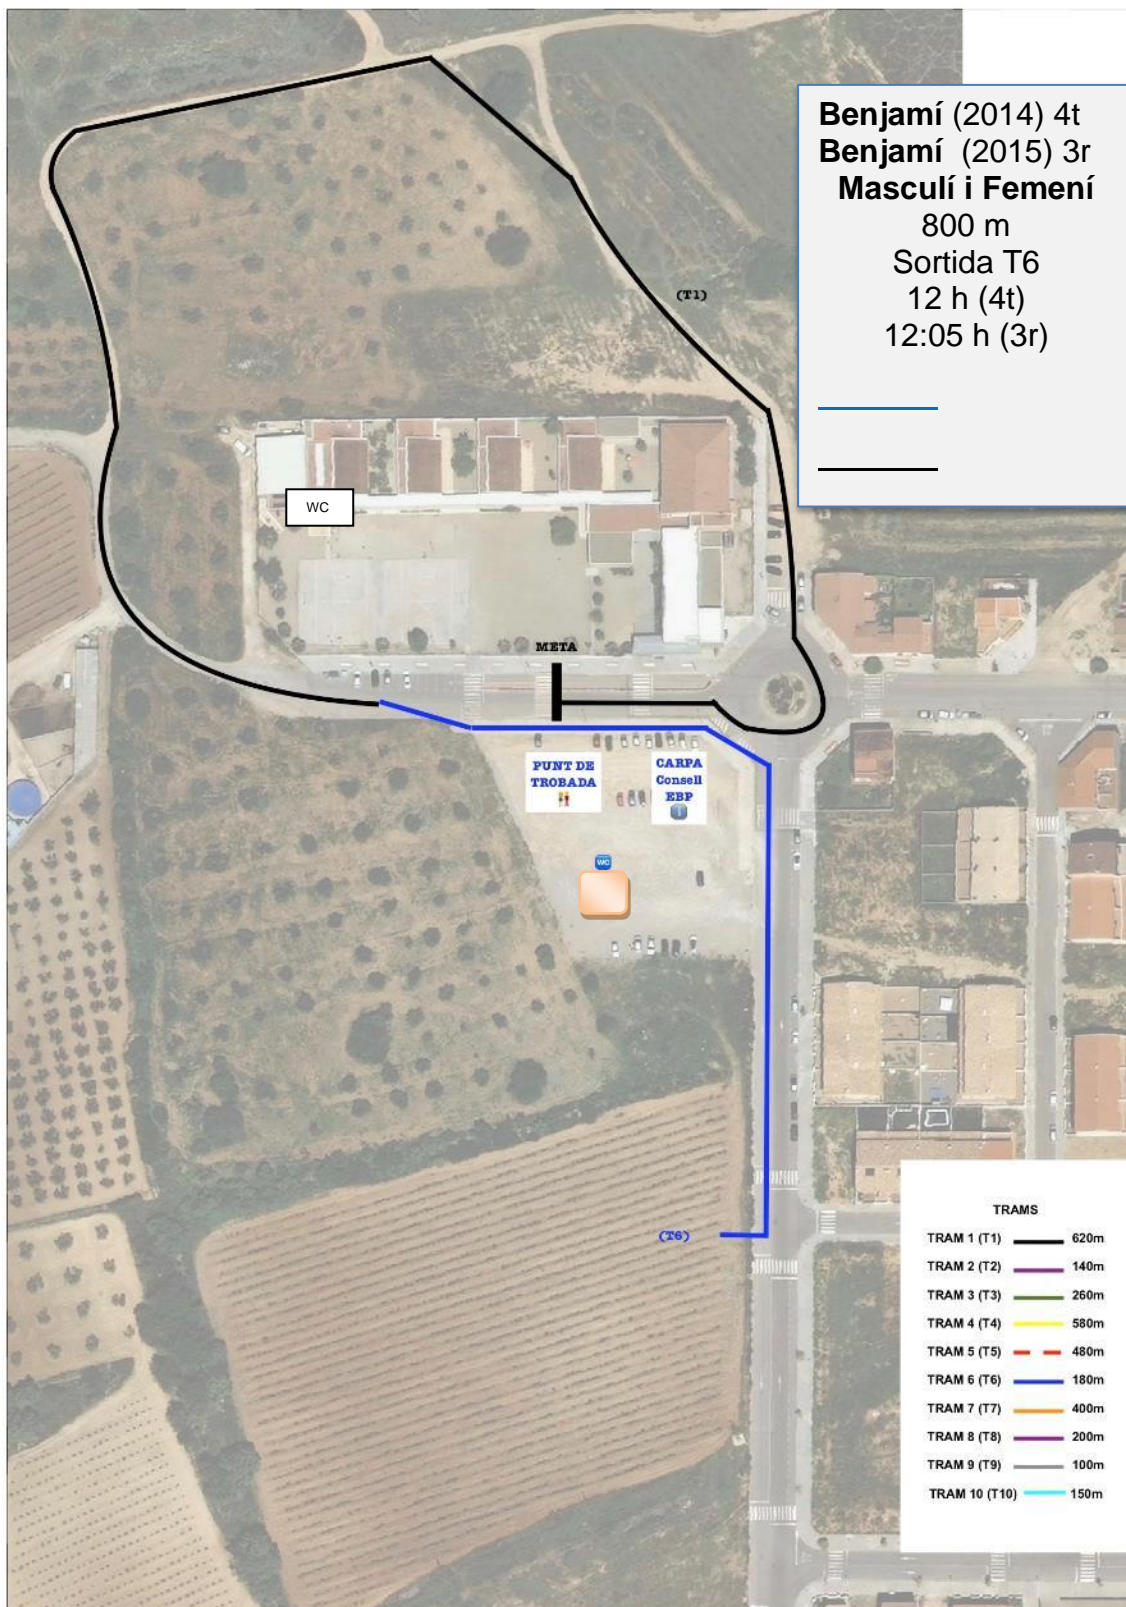 Benjamí (2014) 4t
Benjamí (2015) 3r
Masculí i Femení
800 m
Sortida T6
12 h (4t)
12:05 h (3r)
(T1)
WC
META
PUNT DE
TROBADA
CARPA
Consell
EBP
i
WC
(T6)
TRAMS
TRAM 1 (T1) 620m
TRAM 2 (T2) 140m
TRAM 3 (T3) 260m
TRAM 4 (T4) 580m
TRAM 5 (T5) 480m
TRAM 6 (T6) 180m
TRAM 7 (T7) 400m
TRAM 8 (T8) 200m
TRAM 9 (T9) 100m
TRAM 10 (T10) 150m